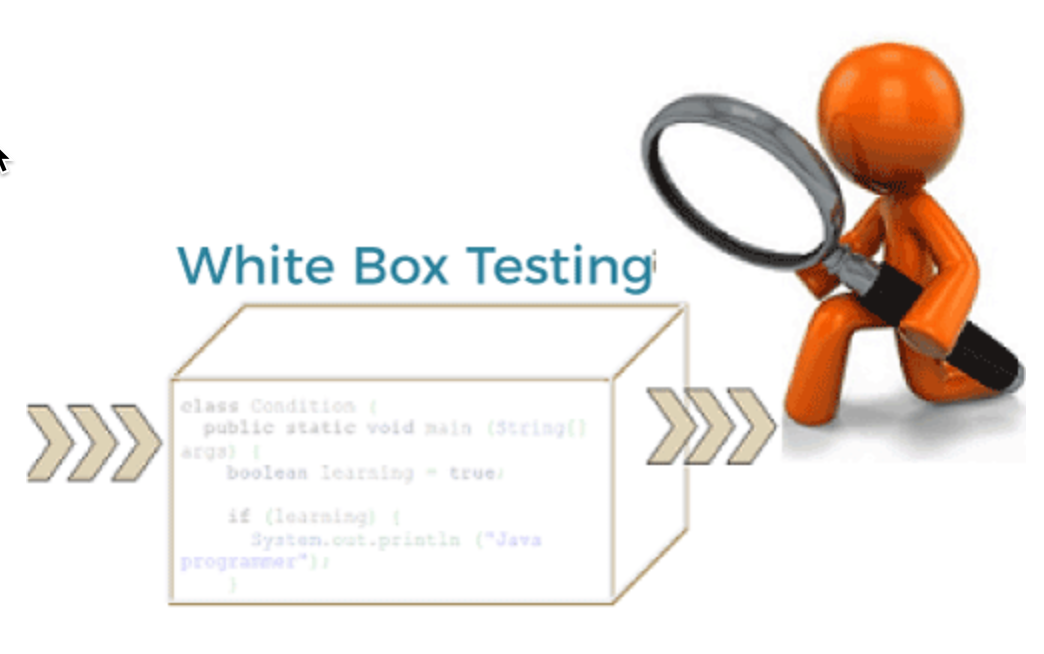 White Box Testing
class Condition {
public static void main (String[]
args) {
boolean learning = true;
if (learning) {
System.out.println ("Java
programmer");
}